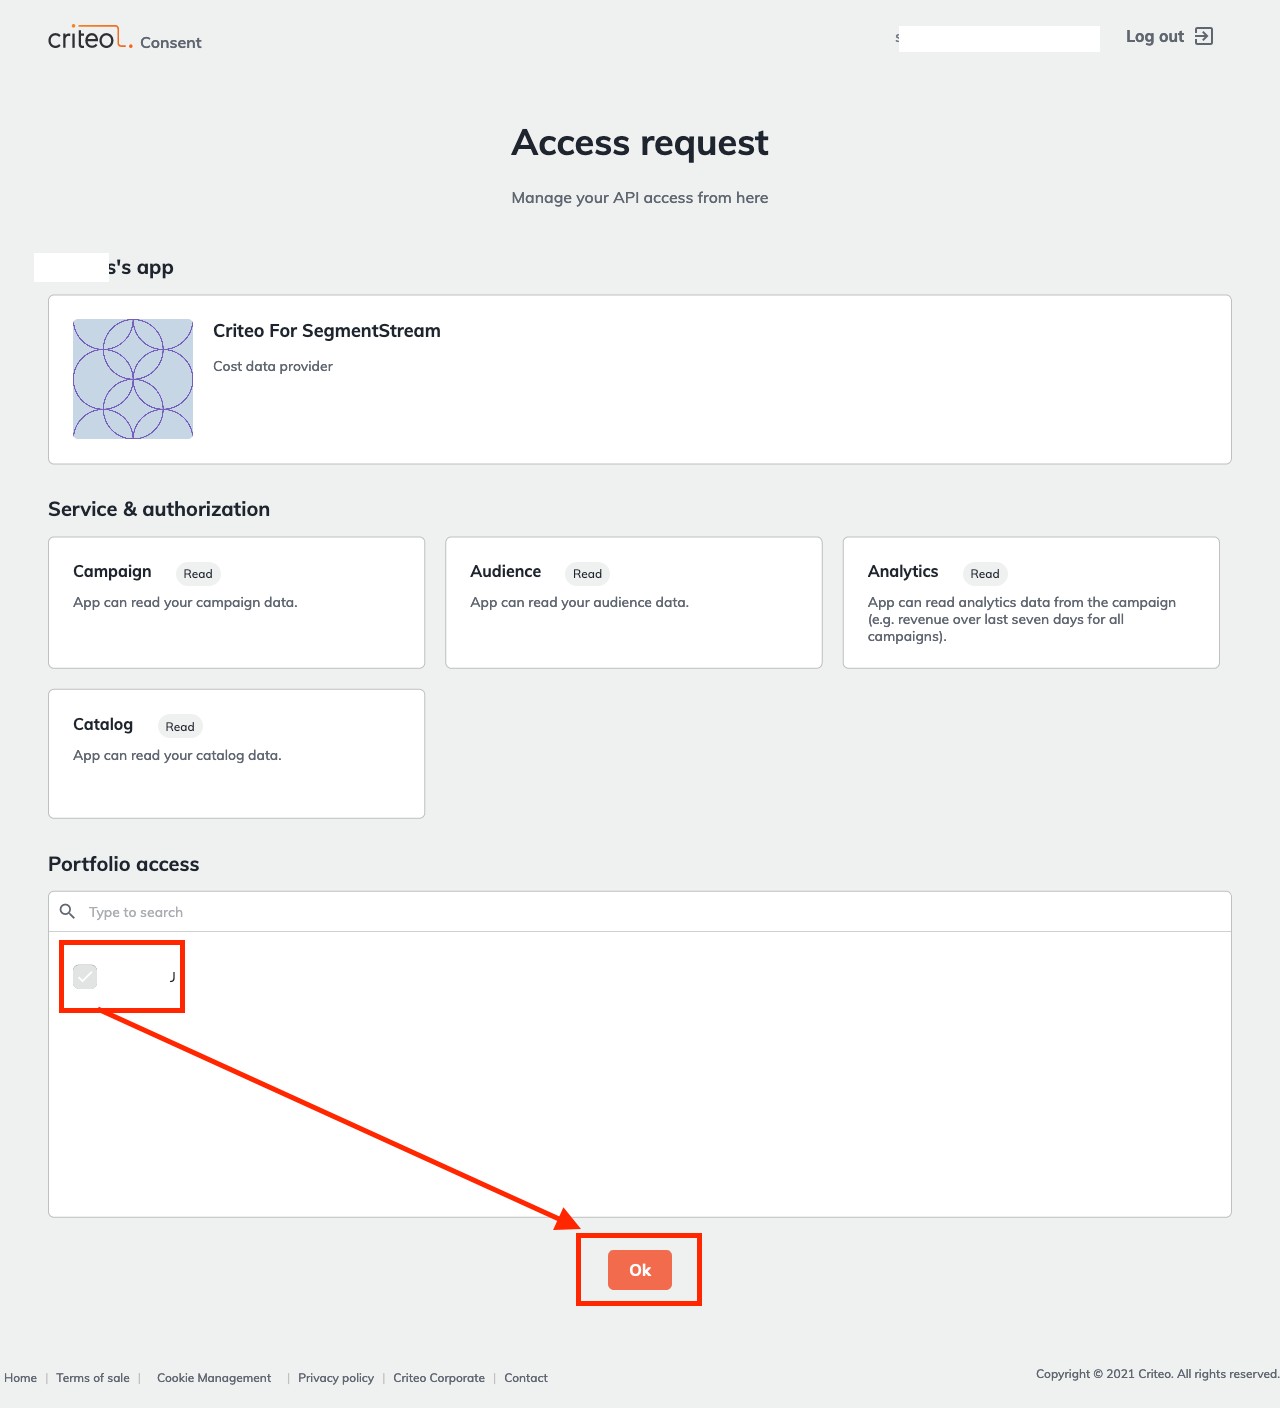 criteo. Consent
Log out
Access request
Manage your API access from here
s's app
Criteo For SegmentStream
Cost data provider
Service & authorization
Campaign Read
App can read your campaign data.
Audience Read
App can read your audience data.
Analytics Read
App can read analytics data from the campaign
(e.g. revenue over last seven days for all
campaigns).
Catalog Read
App can read your catalog data.
Portfolio access
Type to search
Ok
Home | Terms of sale | Cookie Management | Privacy policy | Criteo Corporate | Contact
Copyright © 2021 Criteo. All rights reserved.